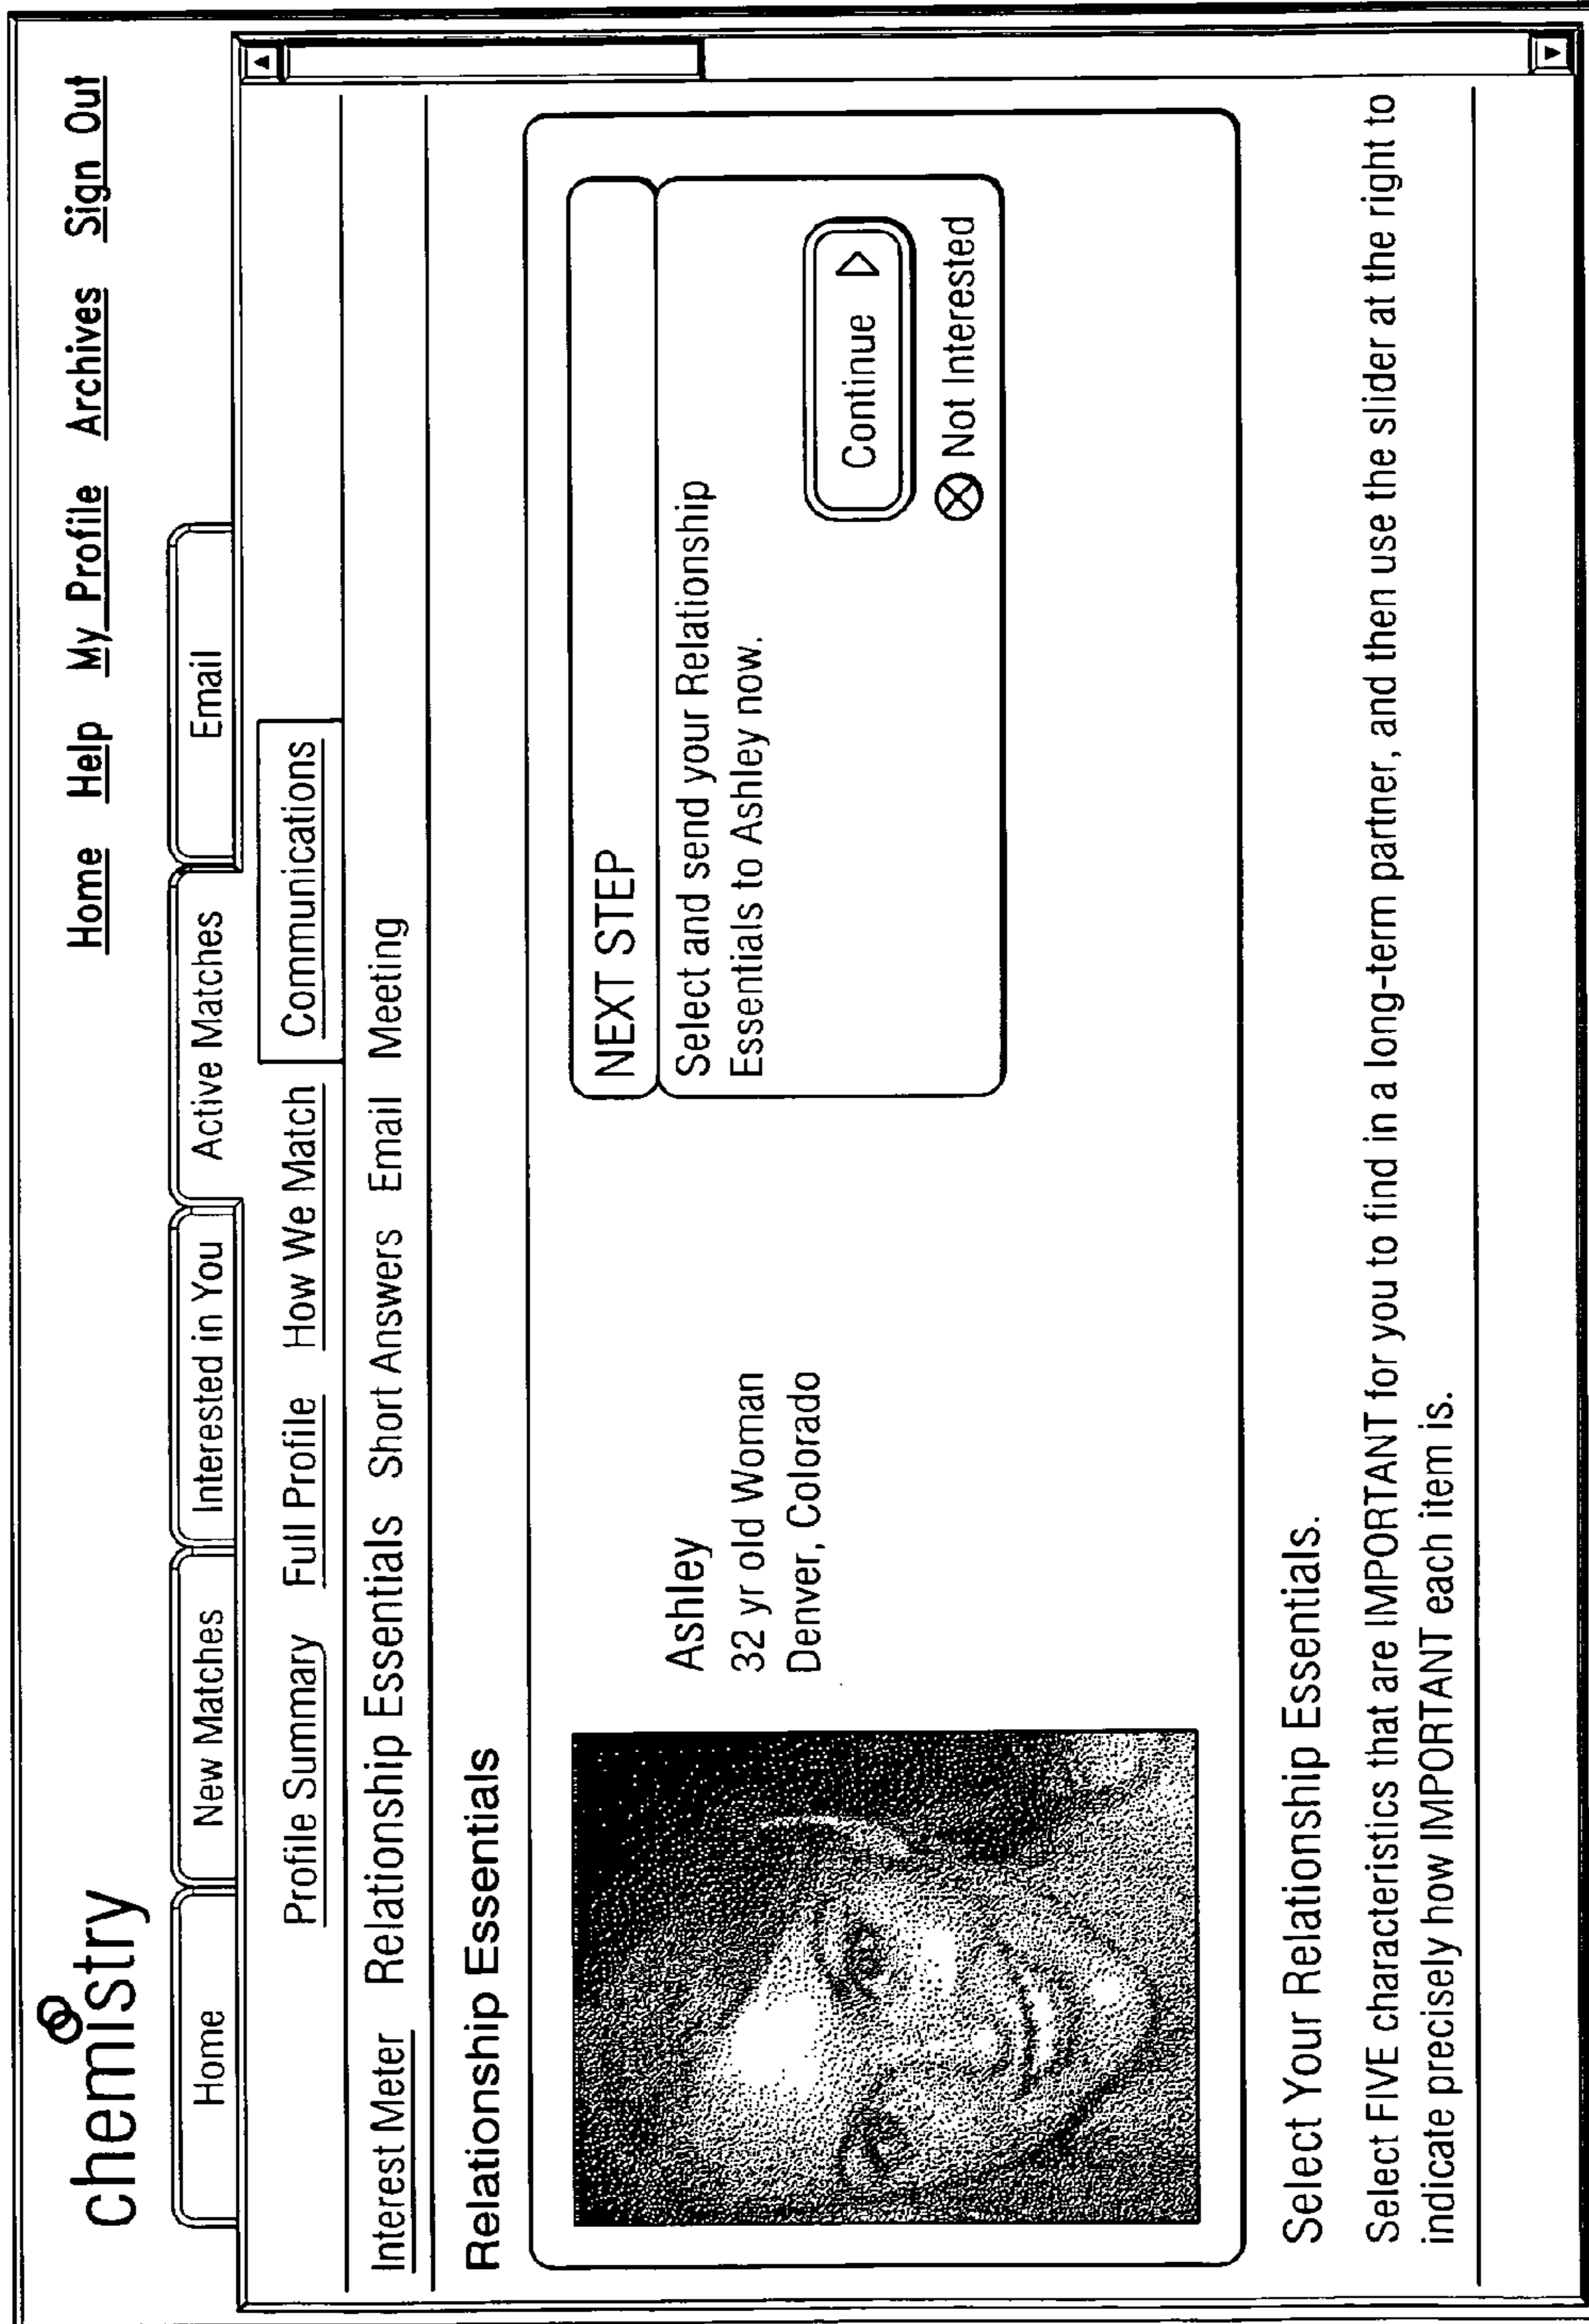 chemistry
Home Help My Profile Archives Sign Out
Home New Matches Interested in You Active Matches Email
Profile Summary Full Profile How We Match Communications
Interest Meter Relationship Essentials Short Answers Email Meeting
Relationship Essentials
Ashley
32 yr old Woman
Denver, Colorado
NEXT STEP
Select and send your Relationship
Essentials to Ashley now.
Continue
Not Interested
Select Your Relationship Essentials.
Select FIVE characteristics that are IMPORTANT for you to find in a long-term partner, and then use the slider at the right to
indicate precisely how IMPORTANT each item is.